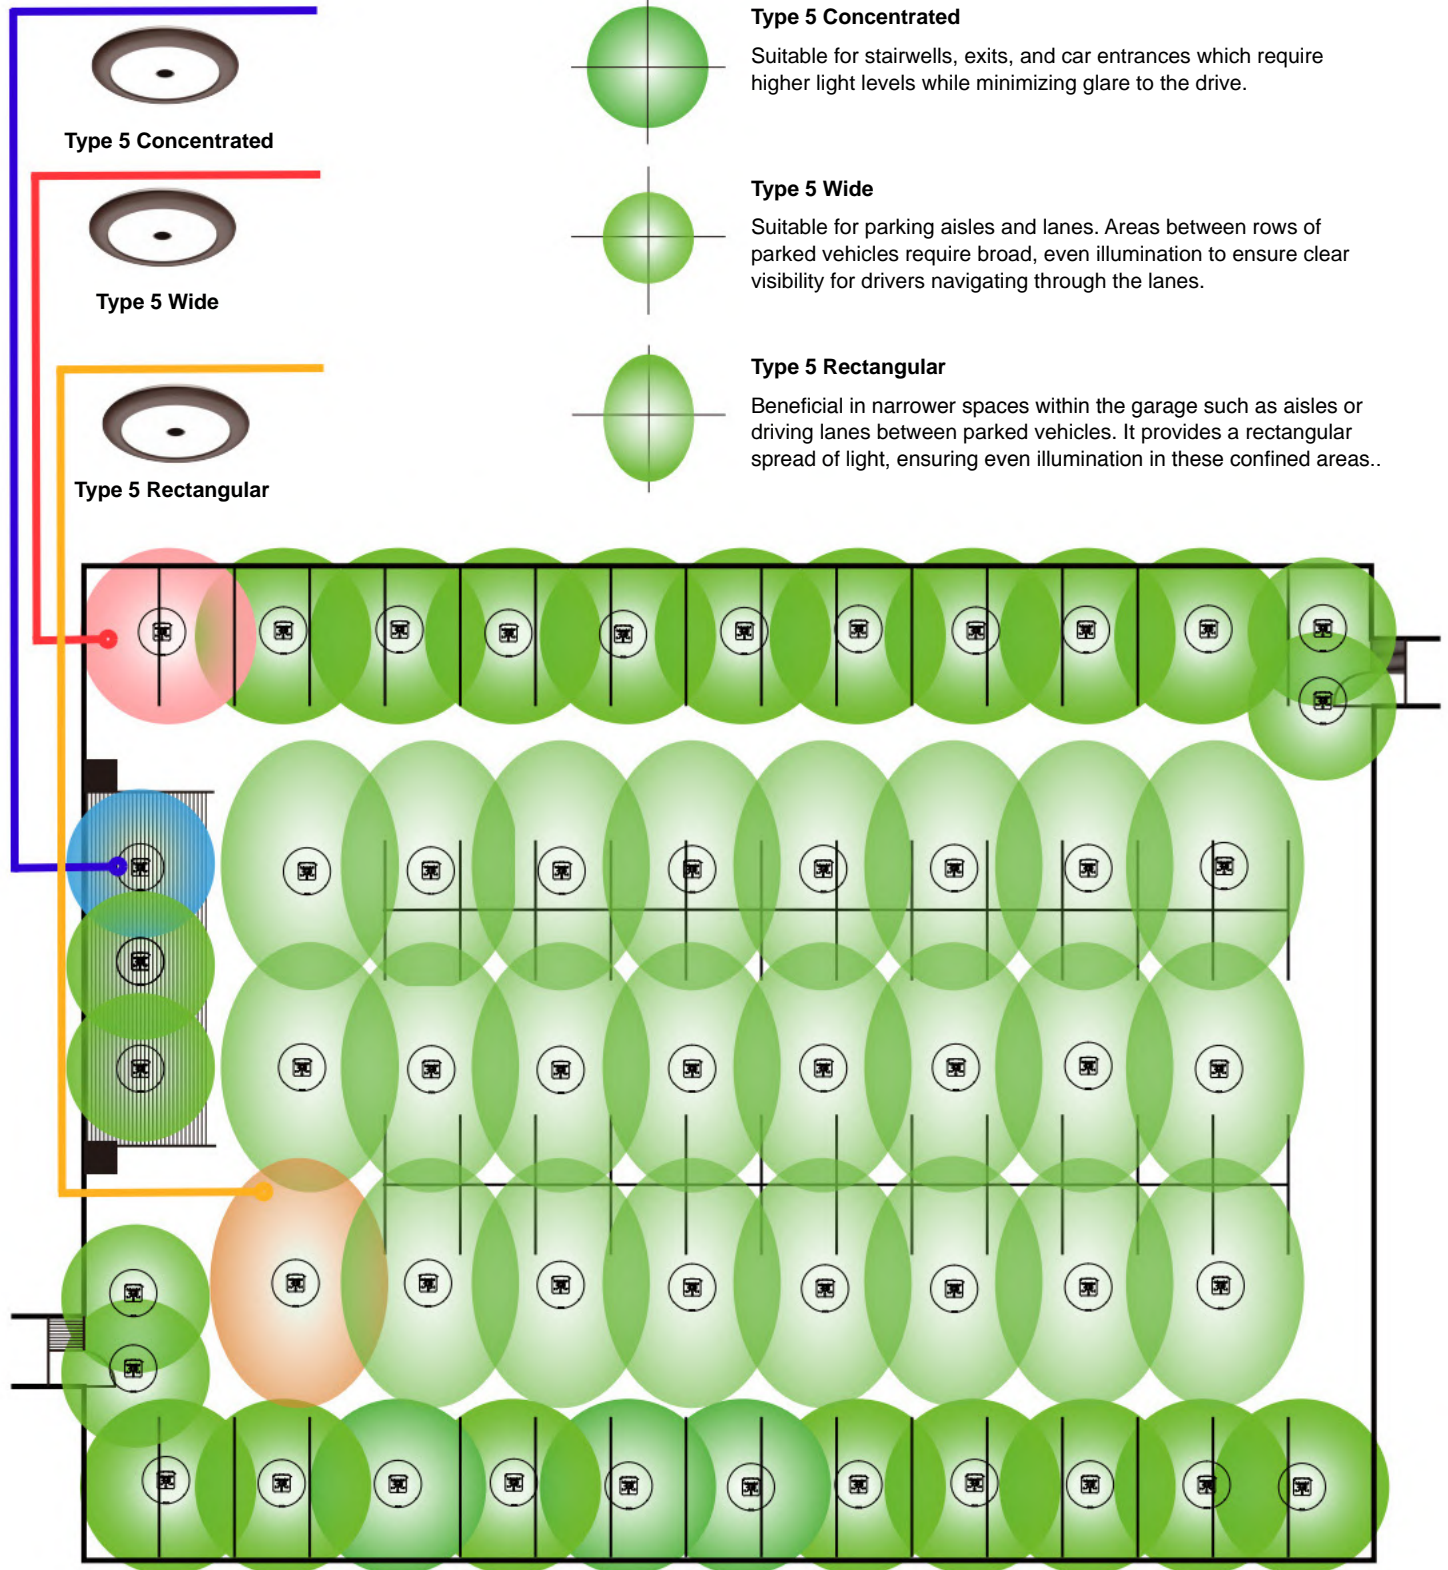 Type 5 Concentrated
Type 5 Wide
Type 5 Rectangular
Type 5 Concentrated
Suitable for stairwells, exits, and car entrances which require
higher light levels while minimizing glare to the drive.
Type 5 Wide
Suitable for parking aisles and lanes. Areas between rows of
parked vehicles require broad, even illumination to ensure clear
visibility for drivers navigating through the lanes.
Type 5 Rectangular
Beneficial in narrower spaces within the garage such as aisles or
driving lanes between parked vehicles. It provides a rectangular
spread of light, ensuring even illumination in these confined areas..